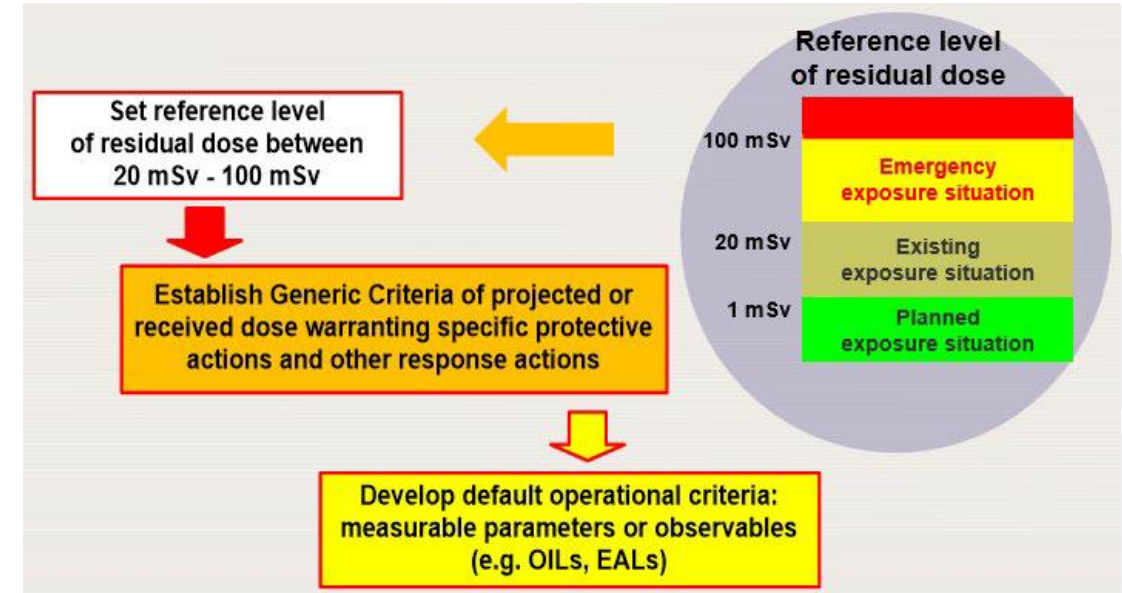 Reference level
of residual dose
100 mSv
Emergency
exposure situation
20 mSv
Existing
exposure situation
1 mSv
Planned
exposure situation
Set reference level
of residual dose between
20 mSv - 100 mSv
Establish Generic Criteria of projected or
received dose warranting specific protective
actions and other response actions
Develop default operational criteria:
measurable parameters or observables
(e.g. OILs, EALs)